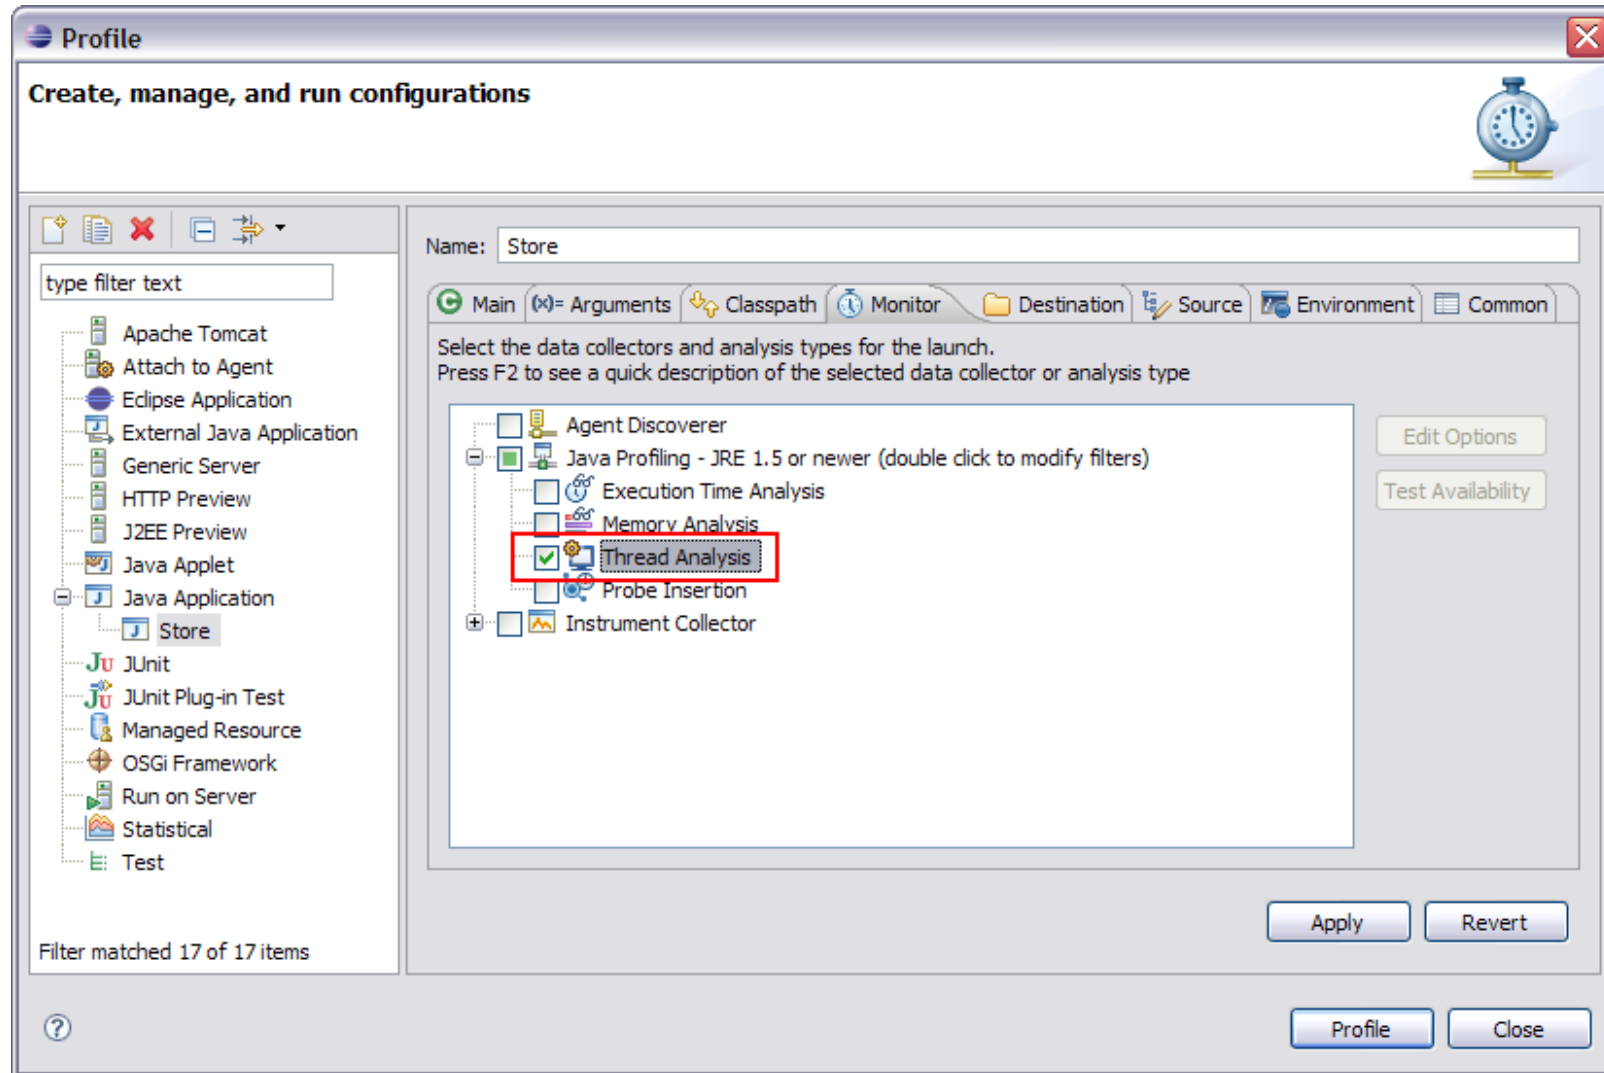 Profile
Create, manage, and run configurations
type filter text
Apache Tomcat
Attach to Agent
Eclipse Application
External Java Application
Generic Server
HTTP Preview
J2EE Preview
Java Applet
Java Application
Store
JUnit
JUnit Plug-in Test
Managed Resource
OSGi Framework
Run on Server
Statistical
Test
Filter matched 17 of 17 items
Name: Store
Main (x)= Arguments Classpath Monitor Destination Source Environment Common
Select the data collectors and analysis types for the launch.
Press F2 to see a quick description of the selected data collector or analysis type
Agent Discoverer
Java Profiling - JRE 1.5 or newer (double click to modify filters)
Execution Time Analysis
Memory Analysis
Thread Analysis
Probe Insertion
Instrument Collector
Edit Options
Test Availability
Apply Revert
Profile Close